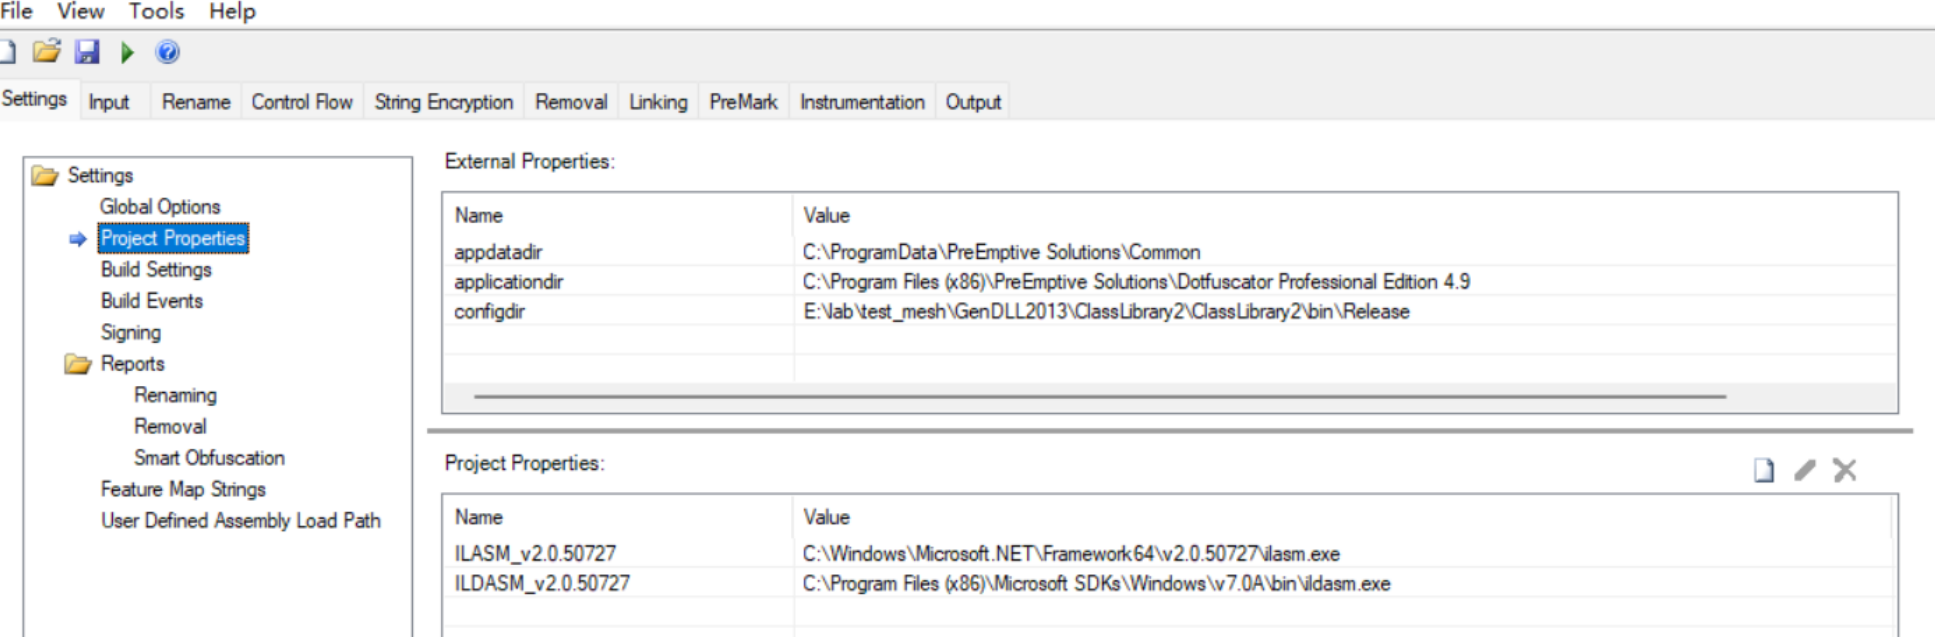 File View Tools Help
Settings Input Rename Control Flow String Encryption Removal Linking PreMark Instrumentation Output
Settings
Global Options
Project Properties
Build Settings
Build Events
Signing
Reports
Renaming
Removal
Smart Obfuscation
Feature Map Strings
User Defined Assembly Load Path
External Properties:
Name Value
appdatadir C:\ProgramData\PreEmptive Solutions\Common
applicationdir C:\Program Files (x86)\PreEmptive Solutions\Dotfuscator Professional Edition 4.9
configdir E:\lab\test_mesh\GenDLL2013\ClassLibrary2\ClassLibrary2\bin\Release
Project Properties:
Name Value
ILASM_v2.0.50727 C:\Windows\Microsoft.NET\Framework64\v2.0.50727\ilasm.exe
ILDASM_v2.0.50727 C:\Program Files (x86)\Microsoft SDKs\Windows\v7.0A\bin\ildasm.exe